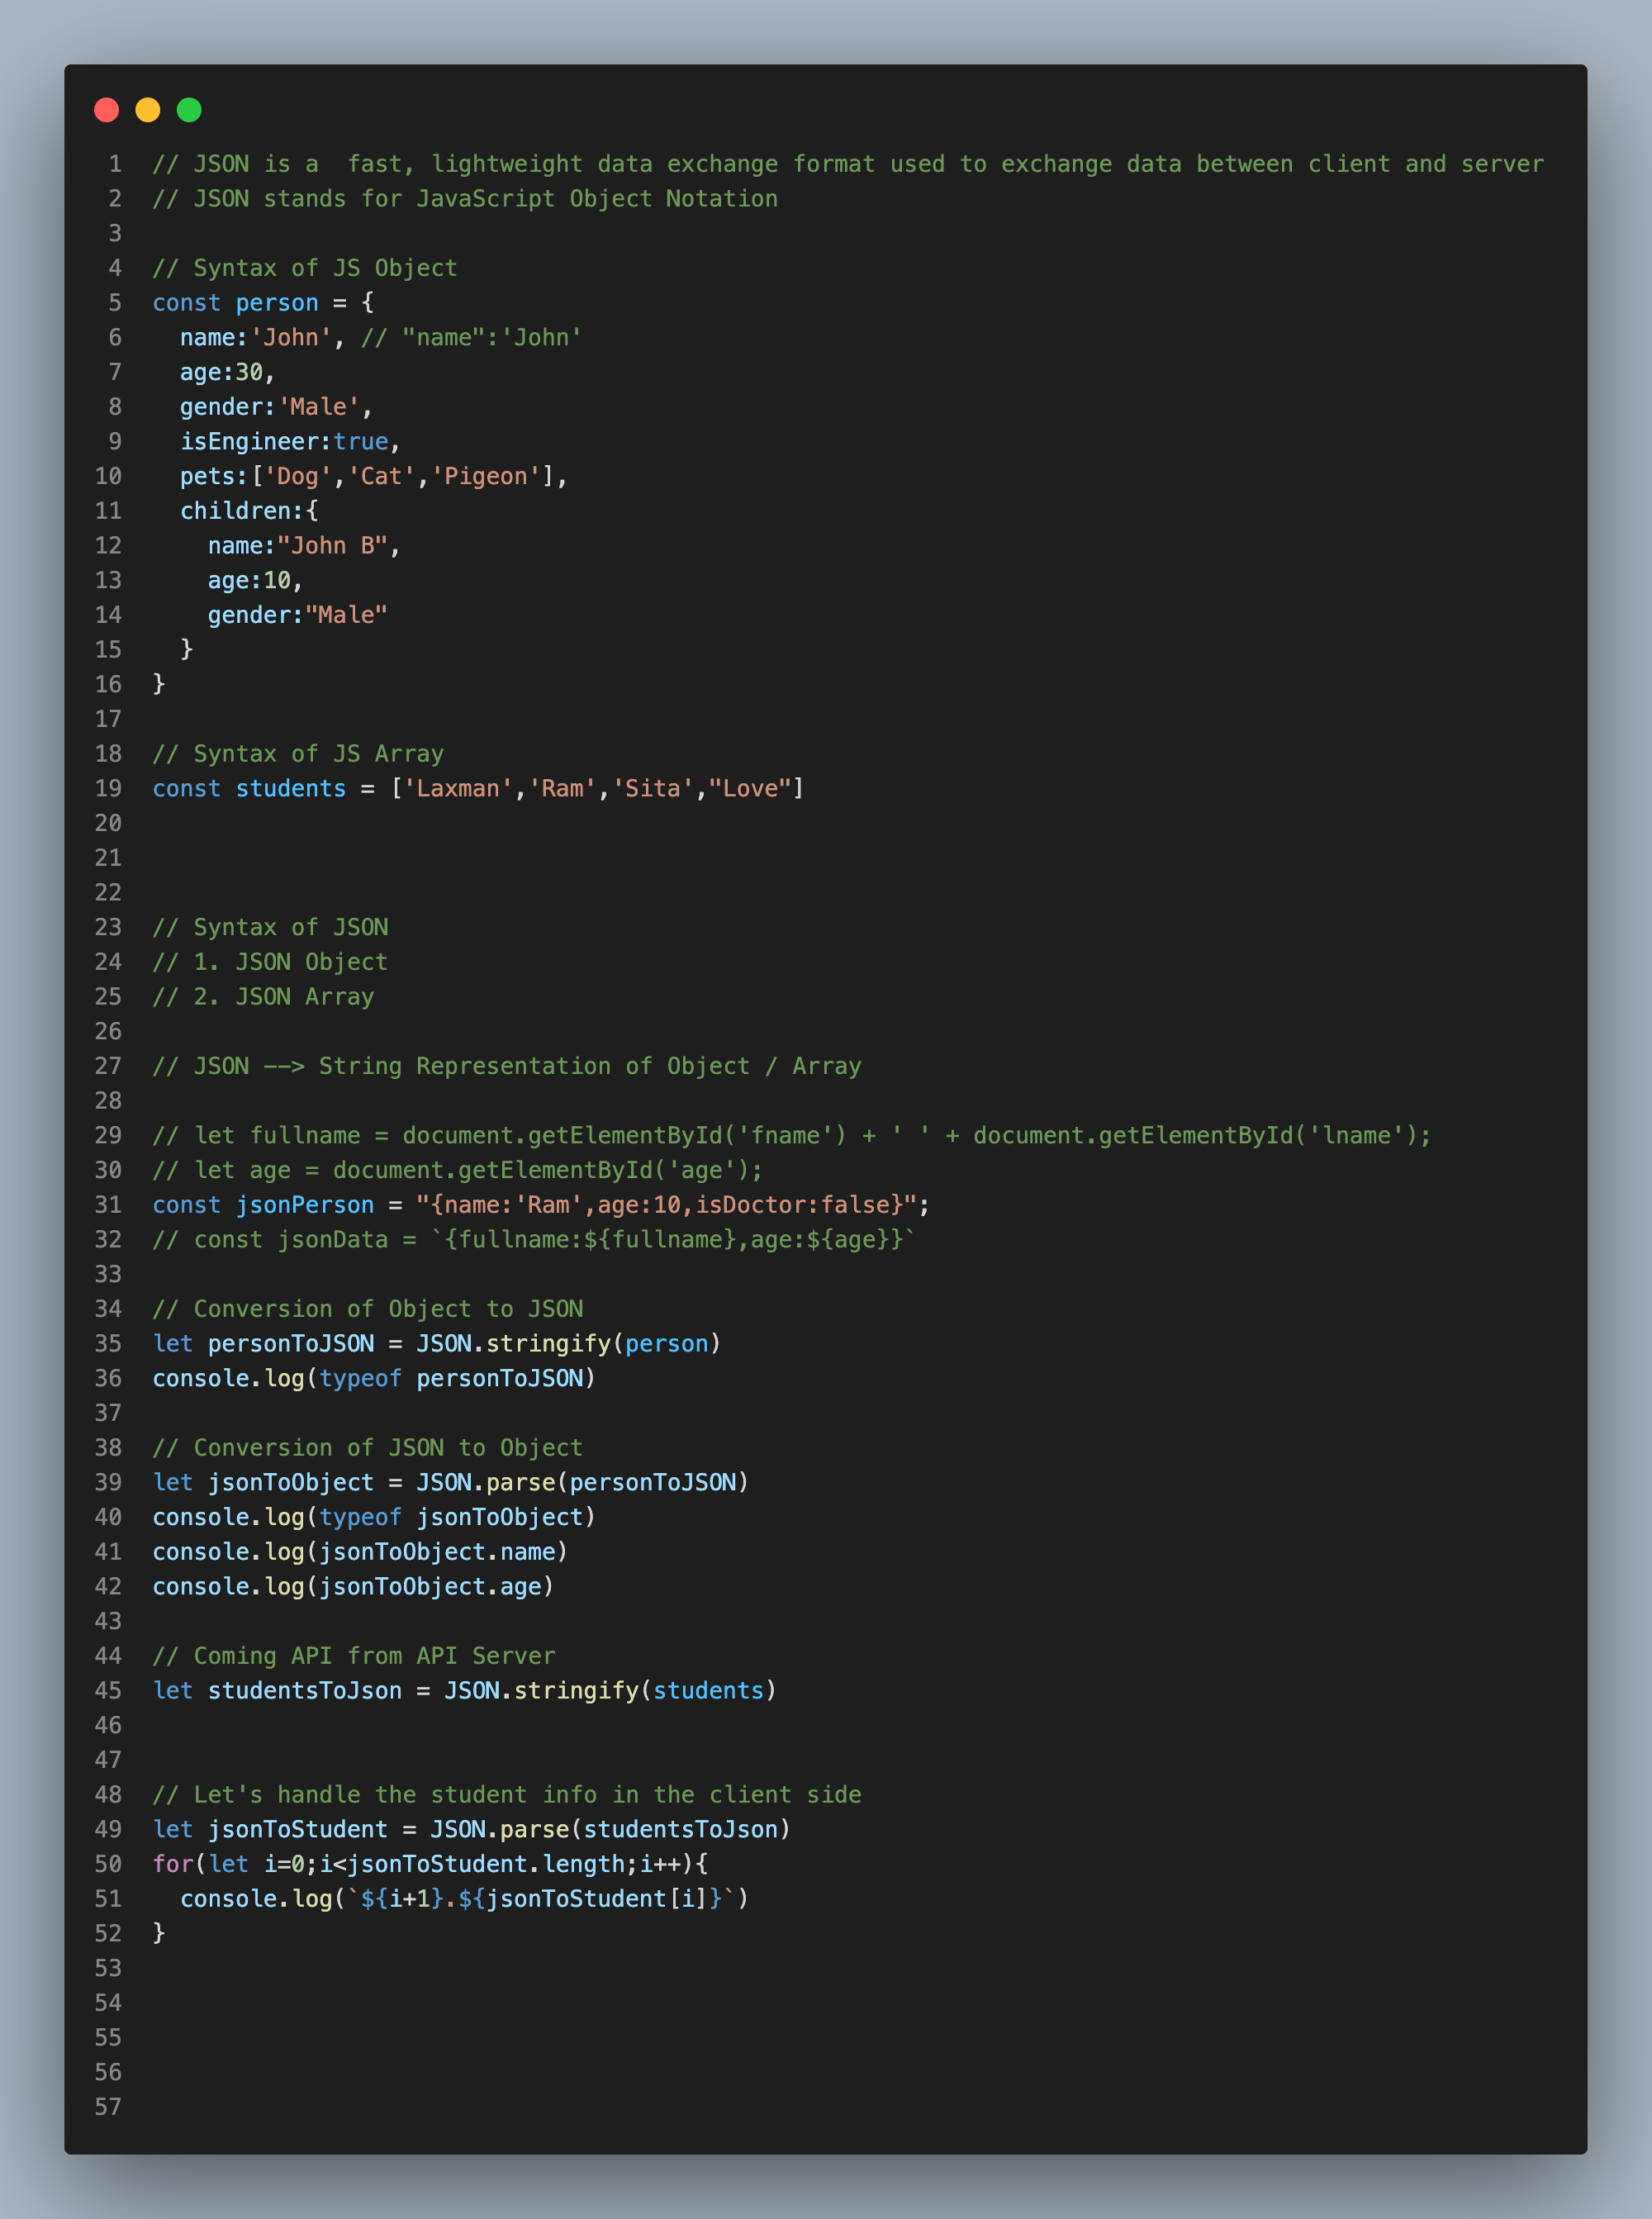 1 // JSON is a  fast, lightweight data exchange format used to exchange data between client and server
2 // JSON stands for JavaScript Object Notation
3
4 // Syntax of JS Object
5 const person = {
6   name:'John', // "name":'John'
7   age:30,
8   gender:'Male',
9   isEngineer:true,
10   pets:['Dog','Cat','Pigeon'],
11   children:{
12     name:"John B",
13     age:10,
14     gender:"Male"
15   }
16 }
17
18 // Syntax of JS Array
19 const students = ['Laxman','Ram','Sita',"Love"]
20
21
22
23 // Syntax of JSON
24 // 1. JSON Object
25 // 2. JSON Array
26
27 // JSON --> String Representation of Object / Array
28
29 // let fullname = document.getElementById('fname') + ' ' + document.getElementById('lname');
30 // let age = document.getElementById('age');
31 const jsonPerson = "{name:'Ram',age:10,isDoctor:false}";
32 // const jsonData = `{fullname:${fullname},age:${age}}`
33
34 // Conversion of Object to JSON
35 let personToJSON = JSON.stringify(person)
36 console.log(typeof personToJSON)
37
38 // Conversion of JSON to Object
39 let jsonToObject = JSON.parse(personToJSON)
40 console.log(typeof jsonToObject)
41 console.log(jsonToObject.name)
42 console.log(jsonToObject.age)
43
44 // Coming API from API Server
45 let studentsToJson = JSON.stringify(students)
46
47
48 // Let's handle the student info in the client side
49 let jsonToStudent = JSON.parse(studentsToJson)
50 for(let i=0;i<jsonToStudent.length;i++){
51   console.log(`${i+1}.${jsonToStudent[i]}`)
52 }
53
54
55
56
57